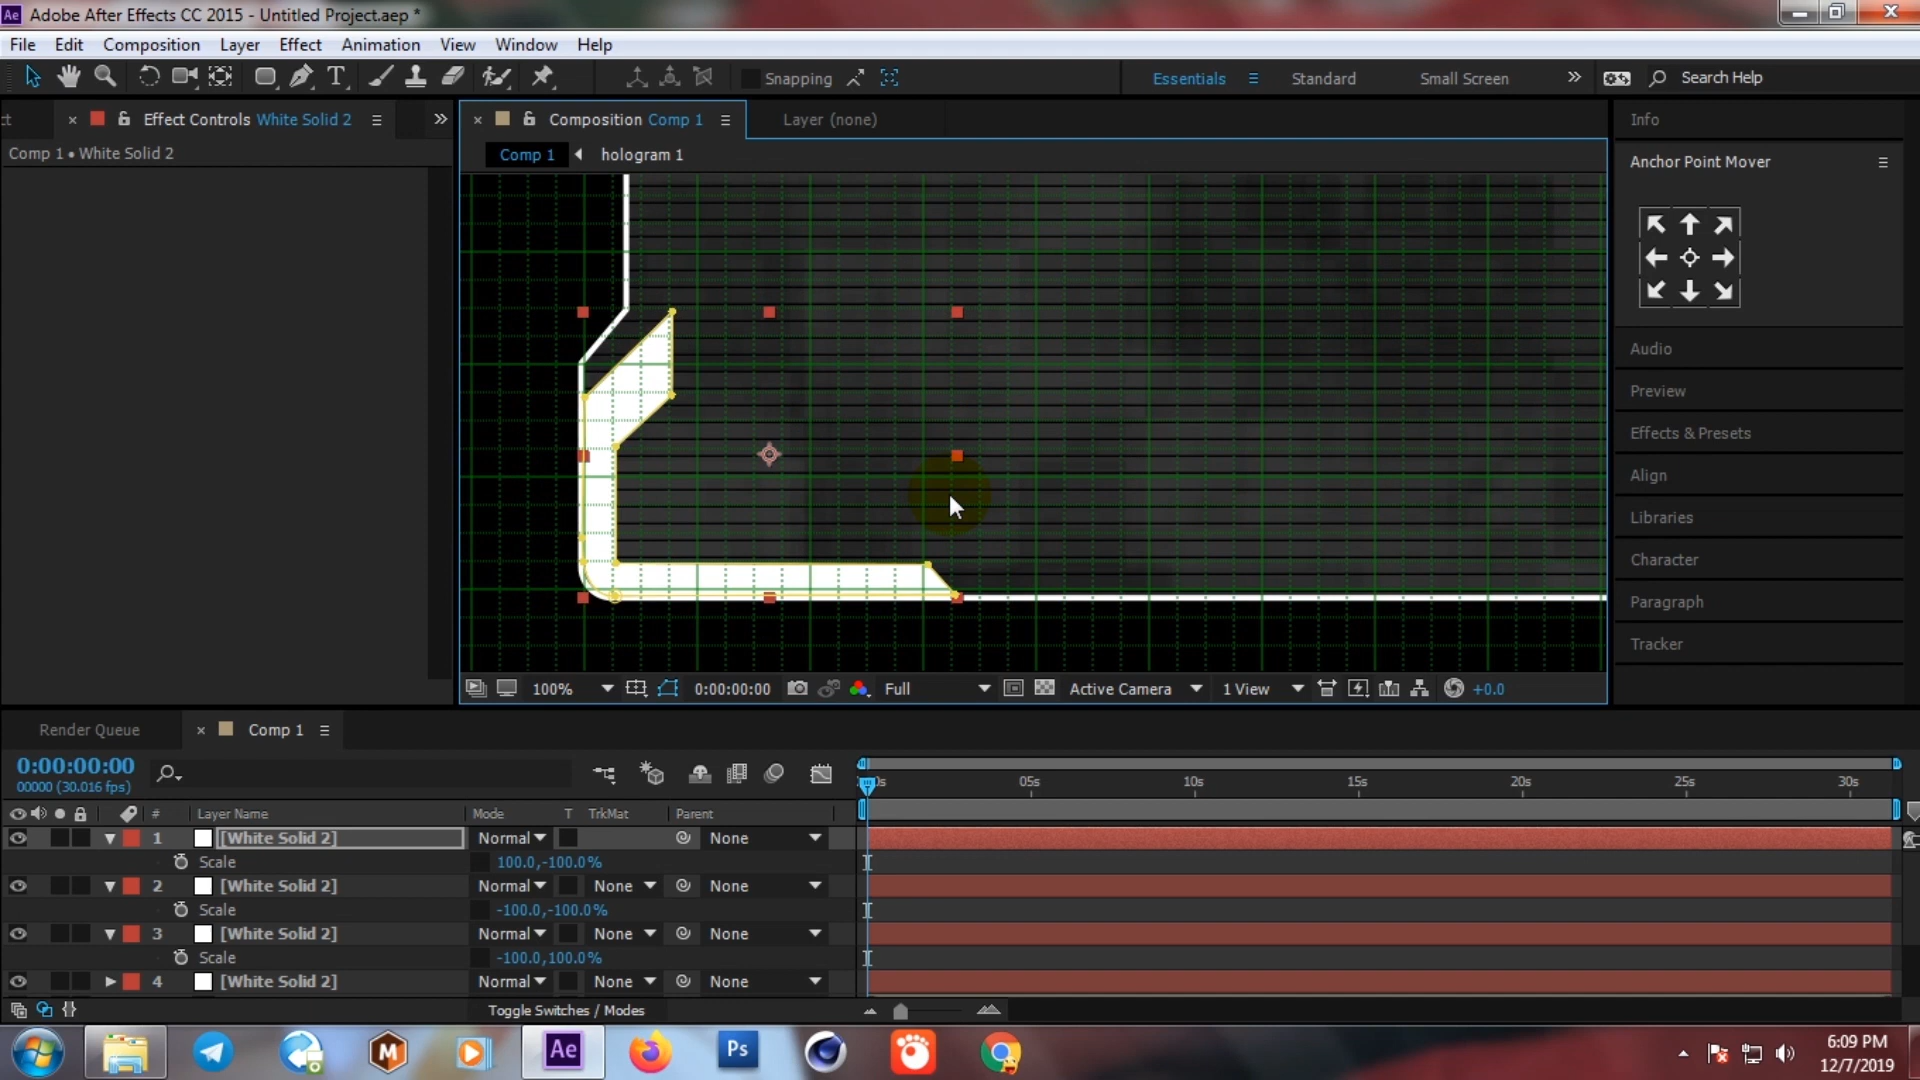 Adobe After Effects CC 2015 - Untitled Project.aep *
File Edit Composition Layer Effect Animation View Window Help
Snapping Essentials Standard Small Screen Search Help
ct Effect Controls White Solid 2
Composition Comp 1 Layer (none)
Info
Comp 1 • White Solid 2
Comp 1 hologram 1
Anchor Point Mover
Audio
Preview
Effects & Presets
Align
Libraries
Character
Paragraph
Tracker
100% 0:00:00:00 Full Active Camera 1 View +0.0
Render Queue Comp 1
0:00:00:00
00000 (30.016 fps)
0s 05s 10s 15s 20s 25s 30s
# Layer Name Mode T TrkMat Parent
1 [White Solid 2] Normal None
Scale 100.0,-100.0%
2 [White Solid 2] Normal None None
Scale -100.0,-100.0%
3 [White Solid 2] Normal None None
Scale -100.0,100.0%
4 [White Solid 2] Normal None None
Toggle Switches / Modes
Ae Ps
6:09 PM
12/7/2019